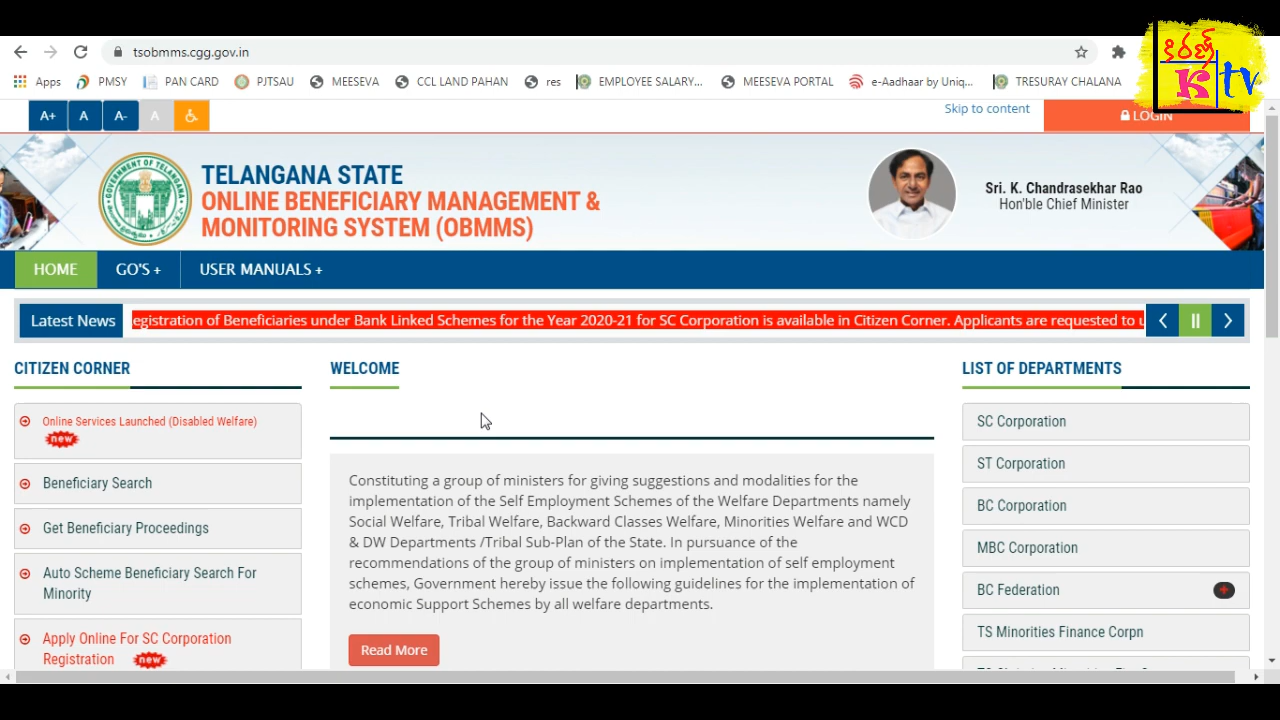 tsobmms.cgg.gov.in
Apps PMSY PAN CARD PJTSAU MEESEVA CCL LAND PAHAN res EMPLOYEE SALARY... MEESEVA PORTAL e-Aadhaar by Uniq... TRESURAY CHALANA
కిరణ్
K tv
A+ A A- A
Skip to content
LOGIN
TELANGANA STATE
ONLINE BENEFICIARY MANAGEMENT &
MONITORING SYSTEM (OBMMS)
GOVERNMENT OF TELANGANA
Sri. K. Chandrasekhar Rao
Hon'ble Chief Minister
HOME GO'S + USER MANUALS +
Latest News
egistration of Beneficiaries under Bank Linked Schemes for the Year 2020-21 for SC Corporation is available in Citizen Corner. Applicants are requested to u
CITIZEN CORNER
Online Services Launched (Disabled Welfare)
new
Beneficiary Search
Get Beneficiary Proceedings
Auto Scheme Beneficiary Search For
Minority
Apply Online For SC Corporation
Registration new
WELCOME
Constituting a group of ministers for giving suggestions and modalities for the
implementation of the Self Employment Schemes of the Welfare Departments namely
Social Welfare, Tribal Welfare, Backward Classes Welfare, Minorities Welfare and WCD
& DW Departments /Tribal Sub-Plan of the State. In pursuance of the
recommendations of the group of ministers on implementation of self employment
schemes, Government hereby issue the following guidelines for the implementation of
economic Support Schemes by all welfare departments.
Read More
LIST OF DEPARTMENTS
SC Corporation
ST Corporation
BC Corporation
MBC Corporation
BC Federation
TS Minorities Finance Corpn